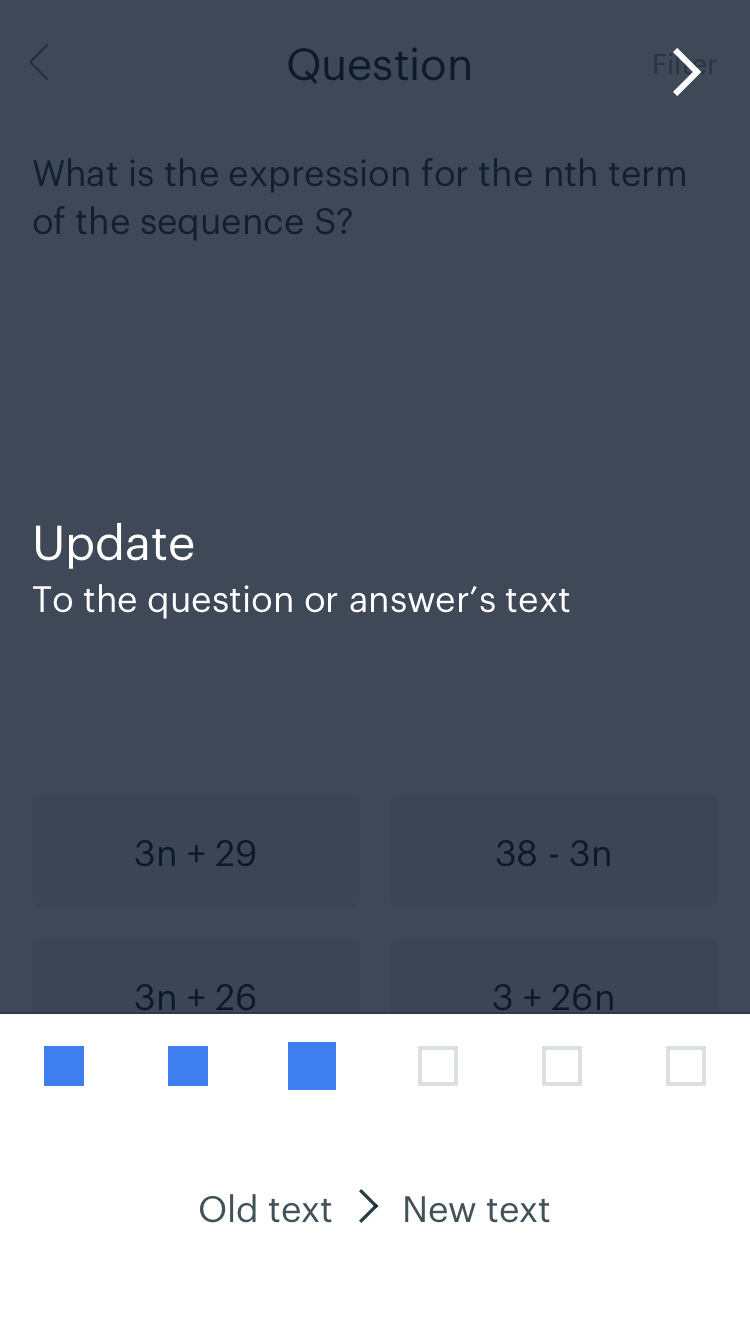 Question
Filter
What is the expression for the nth term
of the sequence S?
Update
To the question or answer’s text
3n + 29
38 - 3n
3n + 26
3 + 26n
Old text > New text